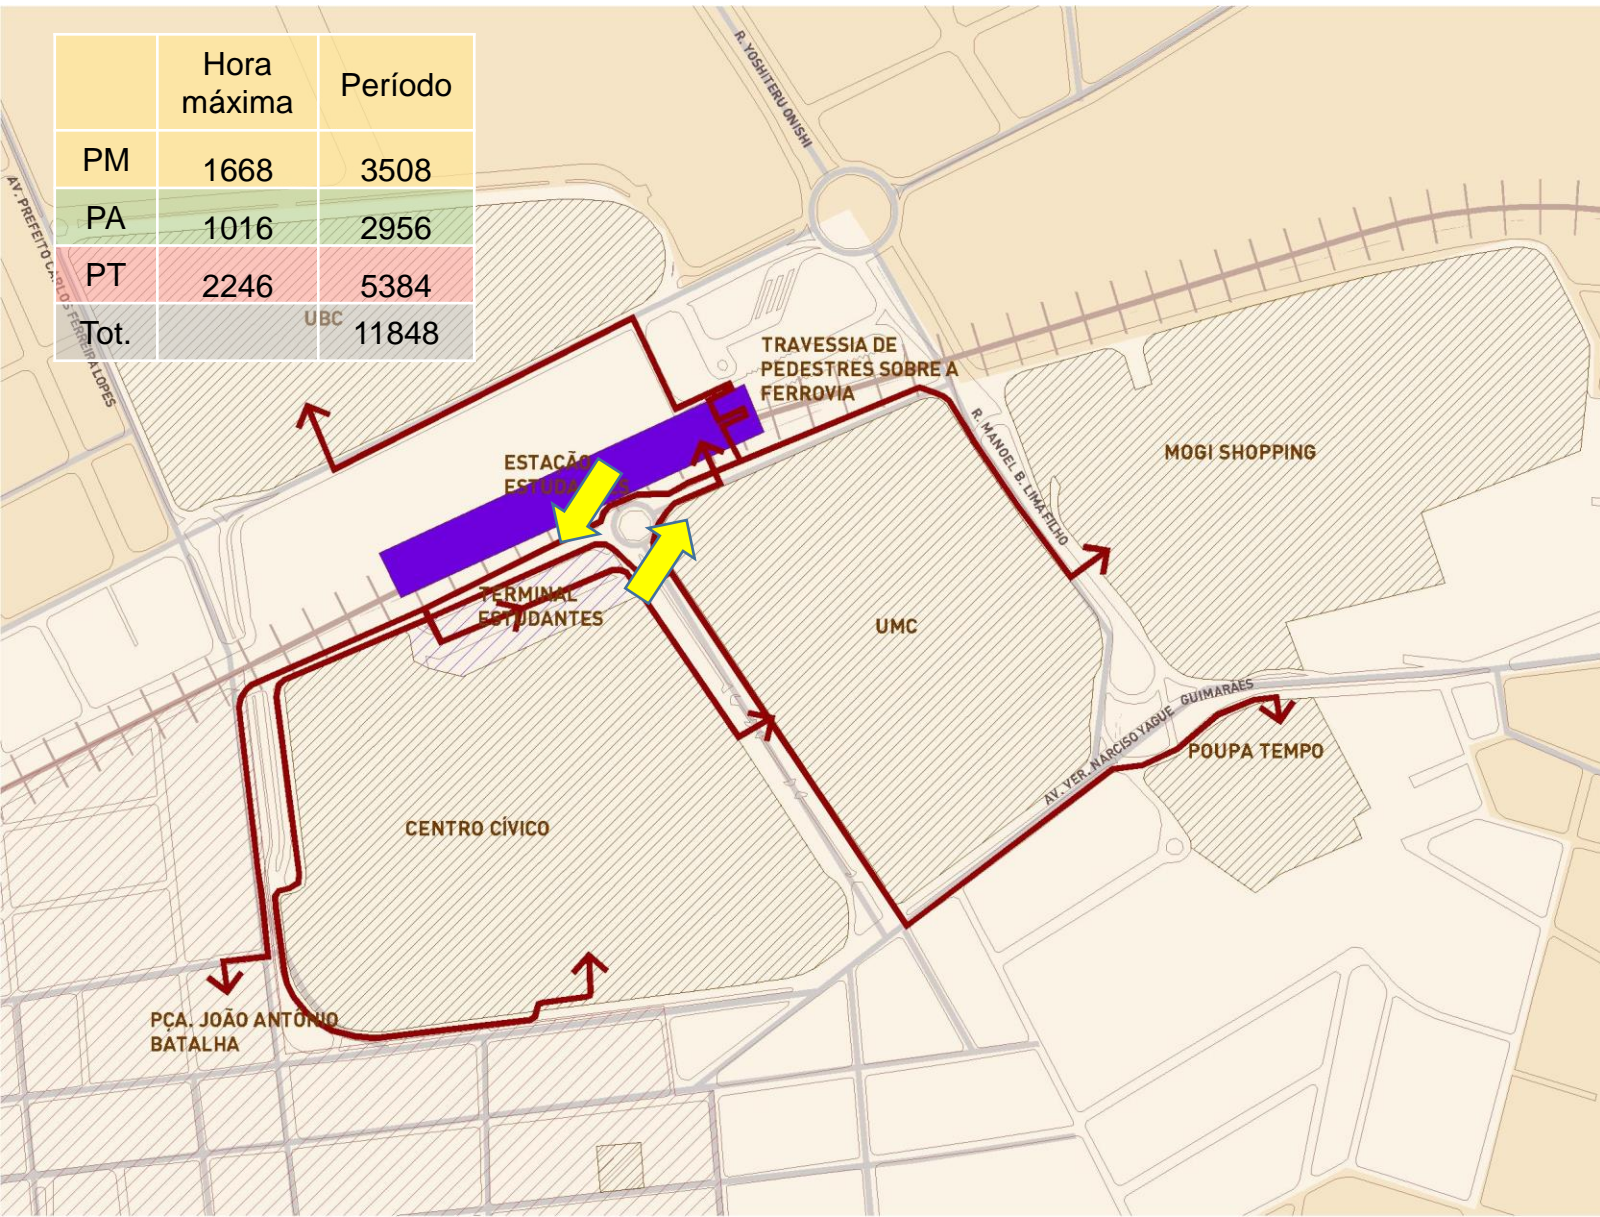 Hora
máxima
Período
PM 1668 3508
PA 1016 2956
PT 2246 5384
Tot. 11848
R. YOSHITERU ONISHI
AV. PREFEITO CARLOS FERREIRA LOPES
UBC
TRAVESSIA DE
PEDESTRES SOBRE A
FERROVIA
R. MANOEL B. LIMA FILHO
MOGI SHOPPING
ESTAÇÃO
ESTUDANTES
TERMINAL
ESTUDANTES
UMC
AV. VER. NARCISO YAGUE GUIMARÃES
POUPA TEMPO
CENTRO CÍVICO
PÇA. JOÃO ANTÔNIO
BATALHA